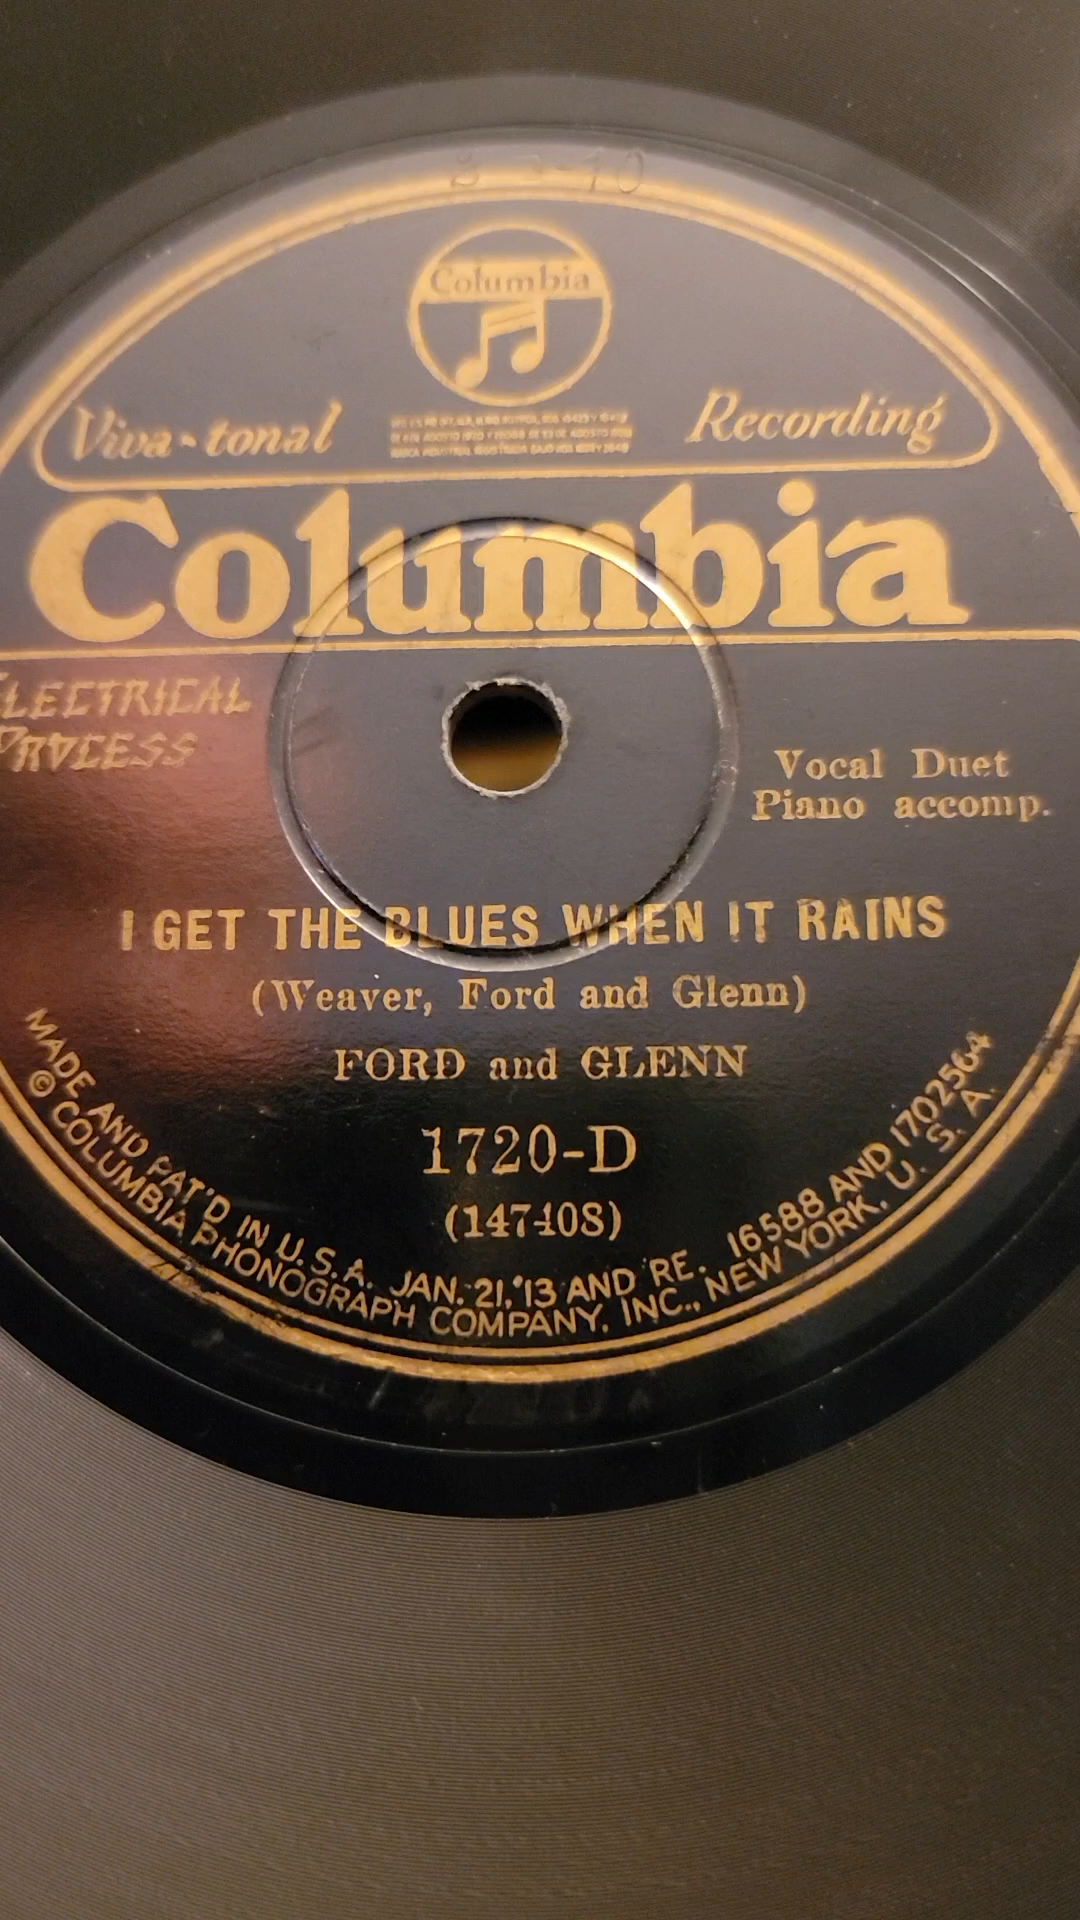 Columbia
Viva-tonal Recording
Columbia
ELECTRICAL
PROCESS
Vocal Duet
Piano accomp.
I GET THE BLUES WHEN IT RAINS
(Weaver, Ford and Glenn)
FORD and GLENN
1720-D
(147408)
MADE AND PAT'D IN U.S.A. JAN. 21, '13 AND RE. 16588 AND 1702564
© COLUMBIA PHONOGRAPH COMPANY, INC., NEW YORK, U. S. A.